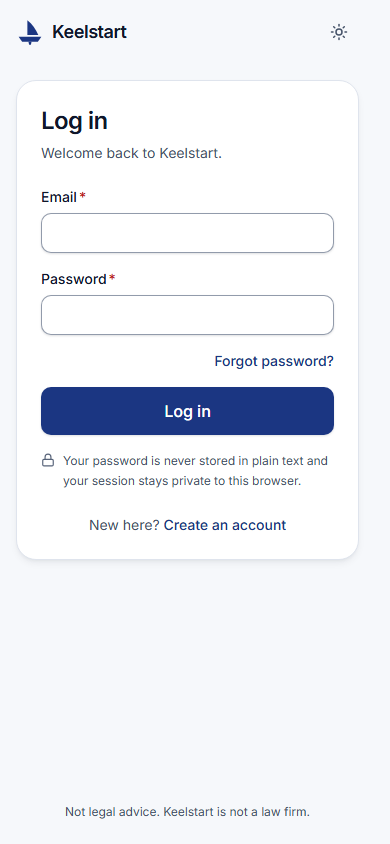 Keelstart
Log in
Welcome back to Keelstart.
Email *
Password *
Forgot password?
Log in
Your password is never stored in plain text and
your session stays private to this browser.
New here? Create an account
Not legal advice. Keelstart is not a law firm.